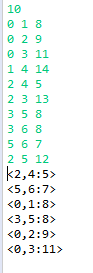 10
0 1 8
0 2 9
0 3 11
1 4 14
2 4 5
2 3 13
3 5 8
3 6 8
5 6 7
2 5 12
<2,4:5>
<5,6:7>
<0,1:8>
<3,5:8>
<0,2:9>
<0,3:11>